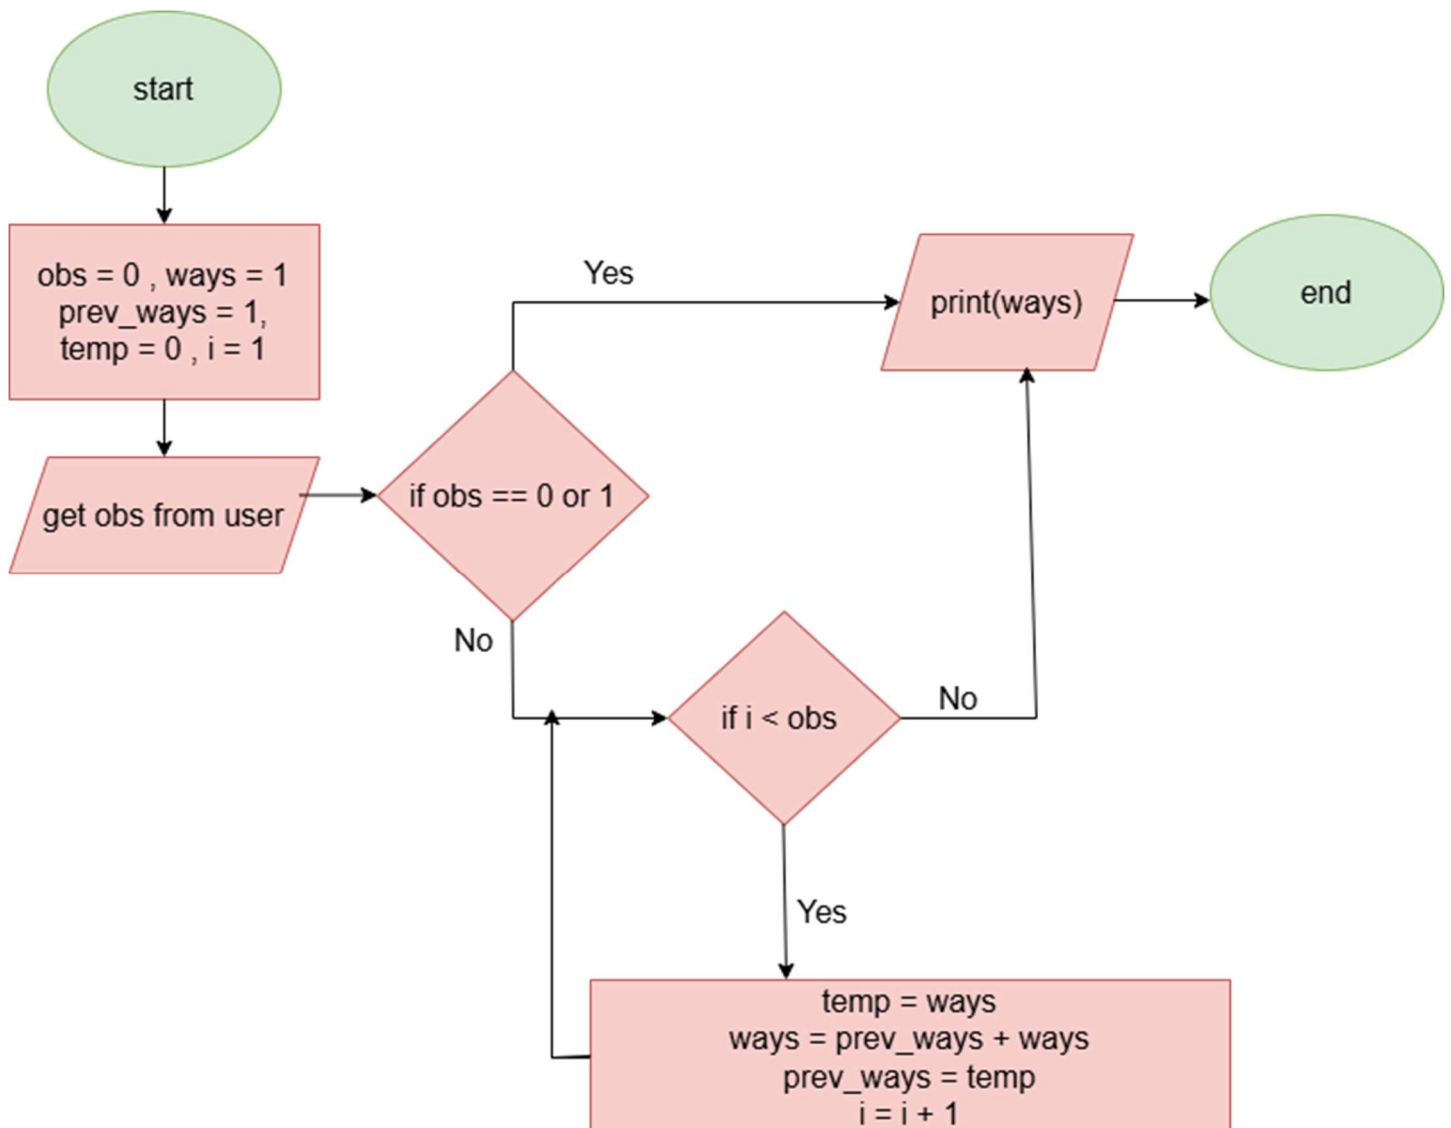 start
obs = 0 , ways = 1
prev_ways = 1,
temp = 0 , i = 1
get obs from user
if obs == 0 or 1
Yes
print(ways)
end
No
if i < obs
No
Yes
temp = ways
ways = prev_ways + ways
prev_ways = temp
i = i + 1